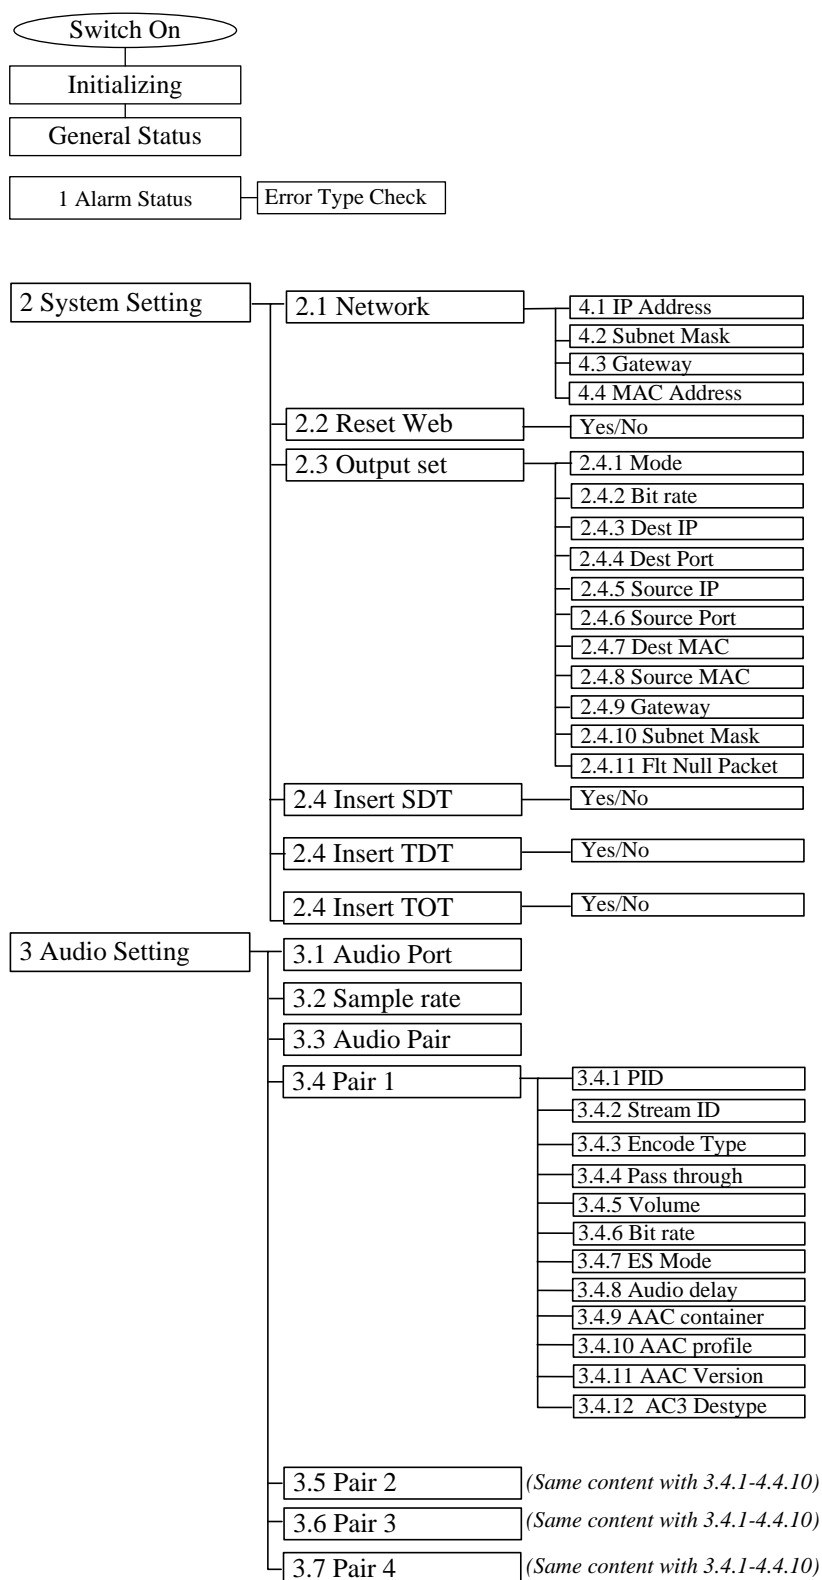 Switch On
Initializing
General Status
1 Alarm Status
Error Type Check
2 System Setting
2.1 Network
4.1 IP Address
4.2 Subnet Mask
4.3 Gateway
4.4 MAC Address
2.2 Reset Web
Yes/No
2.3 Output set
2.4.1 Mode
2.4.2 Bit rate
2.4.3 Dest IP
2.4.4 Dest Port
2.4.5 Source IP
2.4.6 Source Port
2.4.7 Dest MAC
2.4.8 Source MAC
2.4.9 Gateway
2.4.10 Subnet Mask
2.4.11 Flt Null Packet
2.4 Insert SDT
Yes/No
2.4 Insert TDT
Yes/No
2.4 Insert TOT
Yes/No
3 Audio Setting
3.1 Audio Port
3.2 Sample rate
3.3 Audio Pair
3.4 Pair 1
3.4.1 PID
3.4.2 Stream ID
3.4.3 Encode Type
3.4.4 Pass through
3.4.5 Volume
3.4.6 Bit rate
3.4.7 ES Mode
3.4.8 Audio delay
3.4.9 AAC container
3.4.10 AAC profile
3.4.11 AAC Version
3.4.12 AC3 Destype
3.5 Pair 2
(Same content with 3.4.1-4.4.10)
3.6 Pair 3
(Same content with 3.4.1-4.4.10)
3.7 Pair 4
(Same content with 3.4.1-4.4.10)